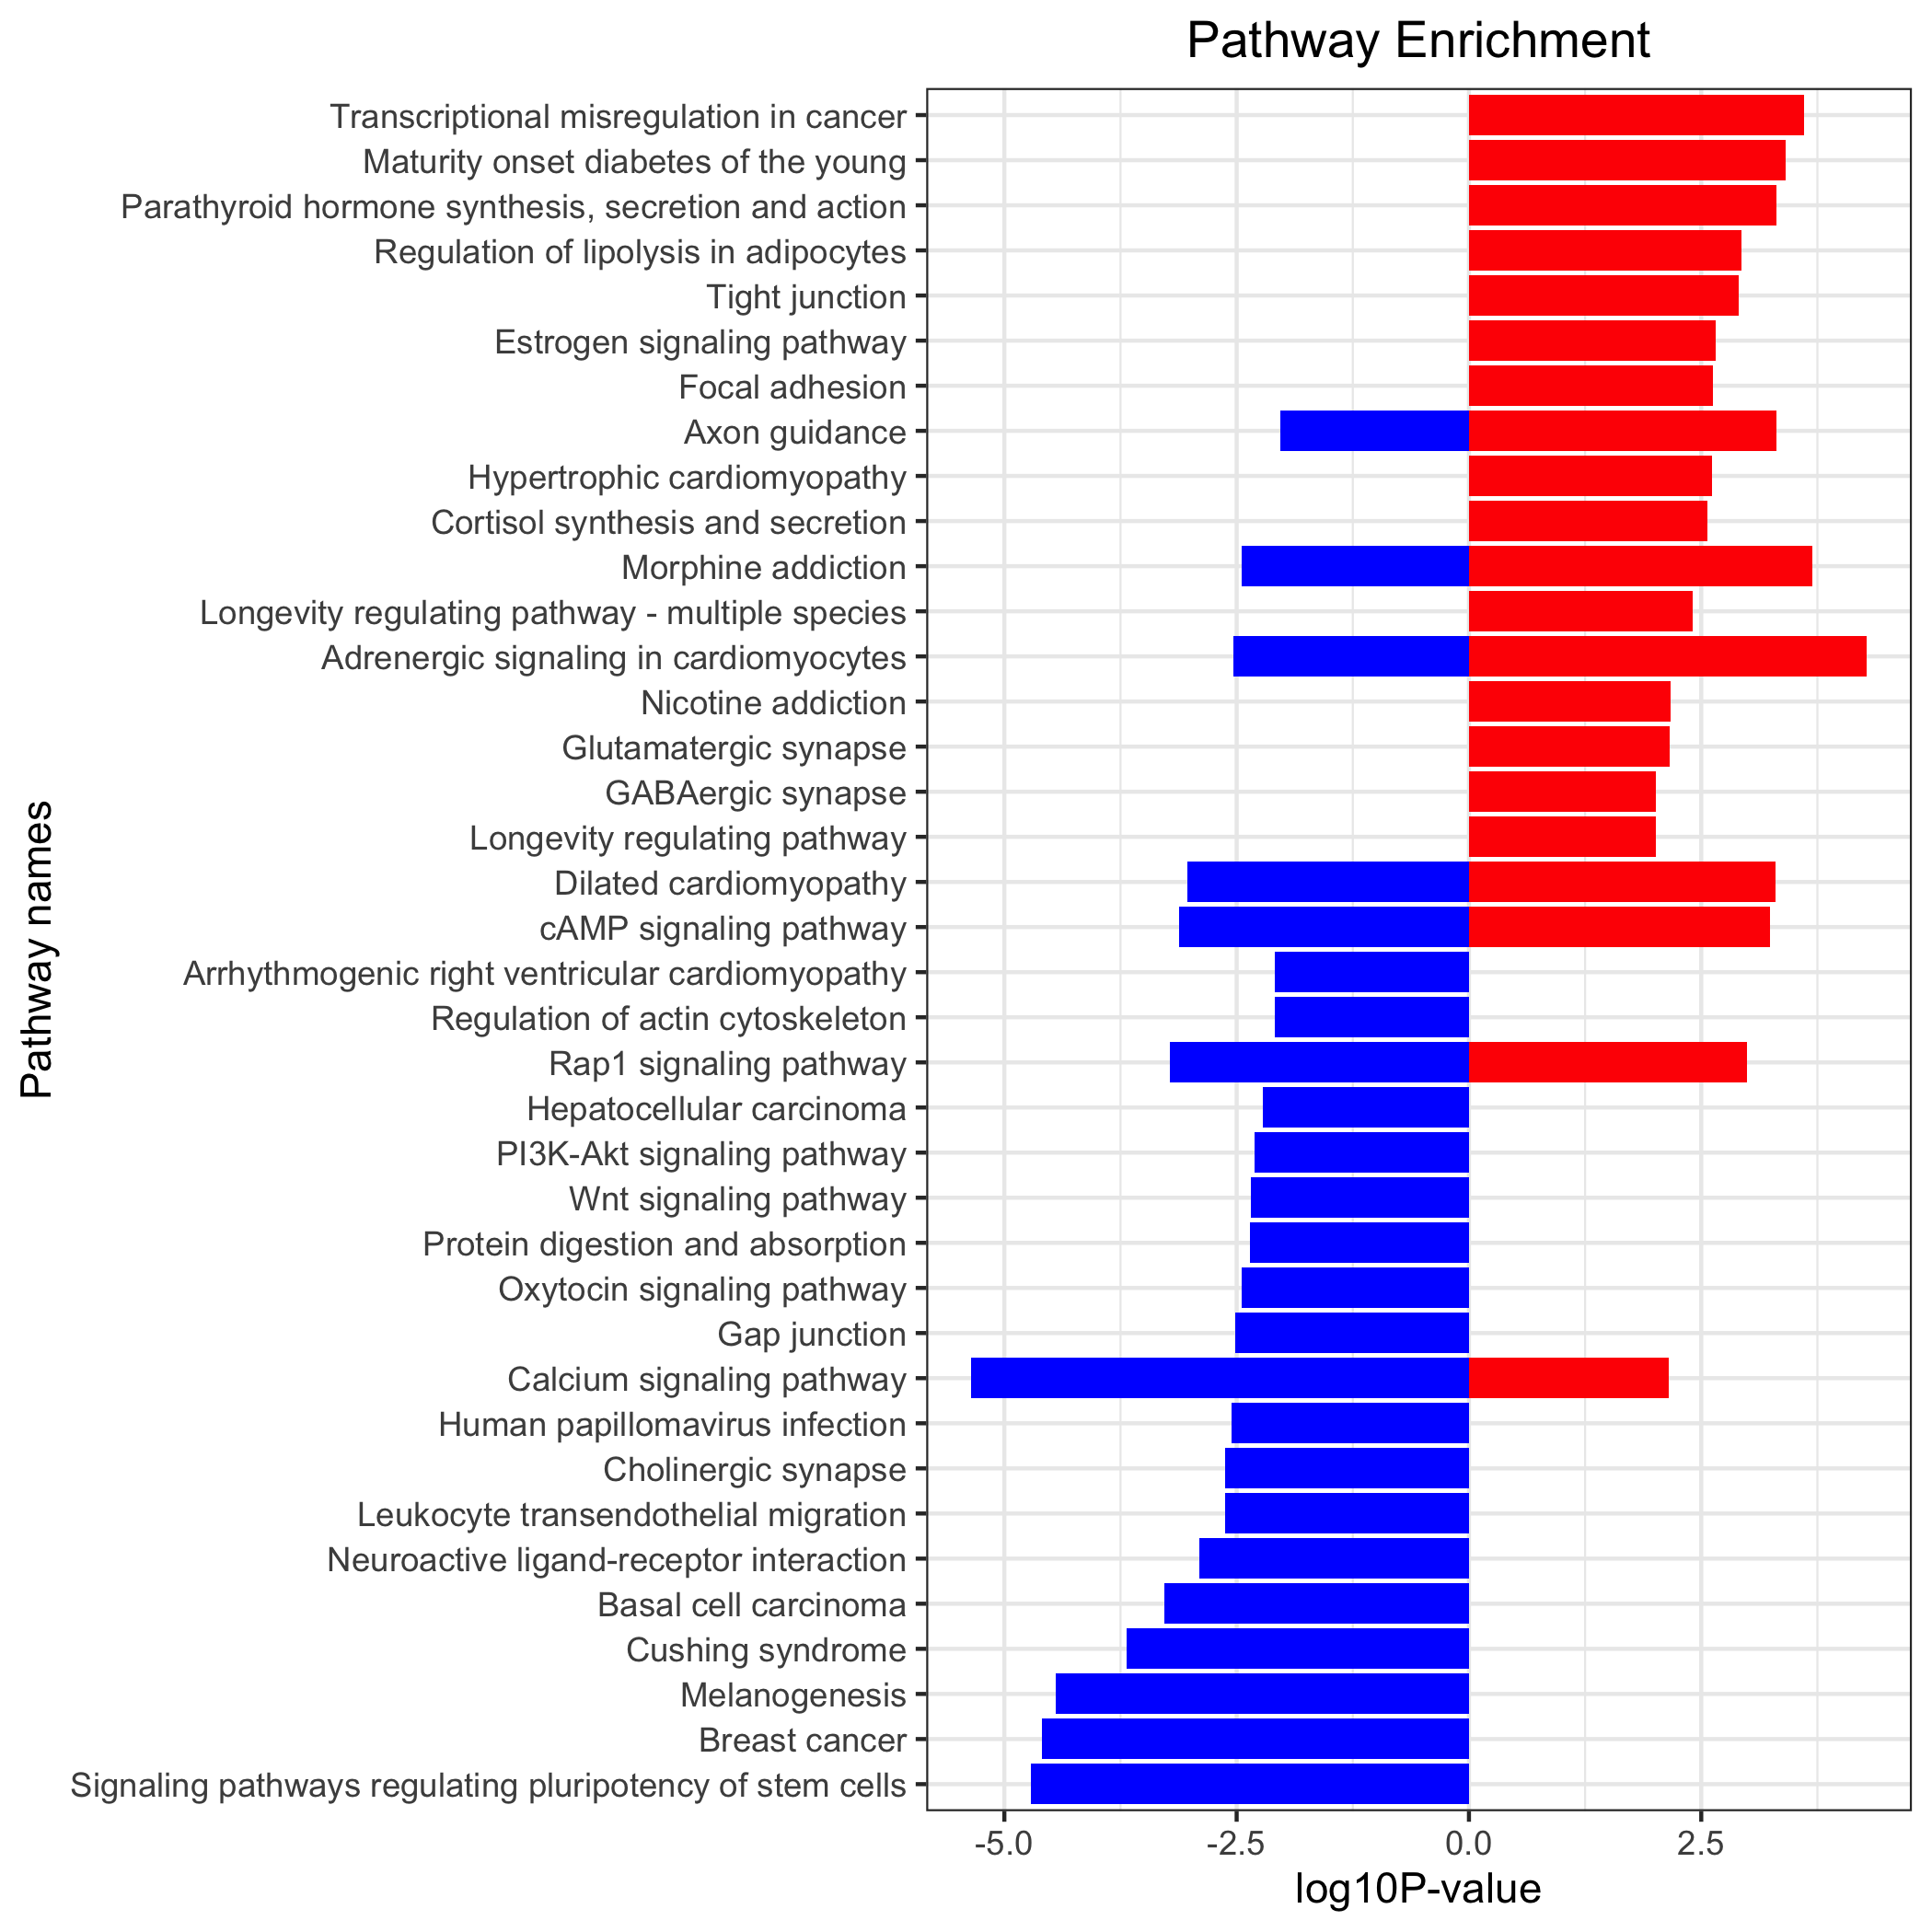 Pathway Enrichment
Transcriptional misregulation in cancer
Maturity onset diabetes of the young
Parathyroid hormone synthesis, secretion and action
Regulation of lipolysis in adipocytes
Tight junction
Estrogen signaling pathway
Focal adhesion
Axon guidance
Hypertrophic cardiomyopathy
Cortisol synthesis and secretion
Morphine addiction
Longevity regulating pathway - multiple species
Adrenergic signaling in cardiomyocytes
Nicotine addiction
Glutamatergic synapse
GABAergic synapse
Longevity regulating pathway
Dilated cardiomyopathy
cAMP signaling pathway
Arrhythmogenic right ventricular cardiomyopathy
Regulation of actin cytoskeleton
Rap1 signaling pathway
Hepatocellular carcinoma
PI3K-Akt signaling pathway
Wnt signaling pathway
Protein digestion and absorption
Oxytocin signaling pathway
Gap junction
Calcium signaling pathway
Human papillomavirus infection
Cholinergic synapse
Leukocyte transendothelial migration
Neuroactive ligand-receptor interaction
Basal cell carcinoma
Cushing syndrome
Melanogenesis
Breast cancer
Signaling pathways regulating pluripotency of stem cells
Pathway names
-5.0 -2.5 0.0 2.5
log10P-value